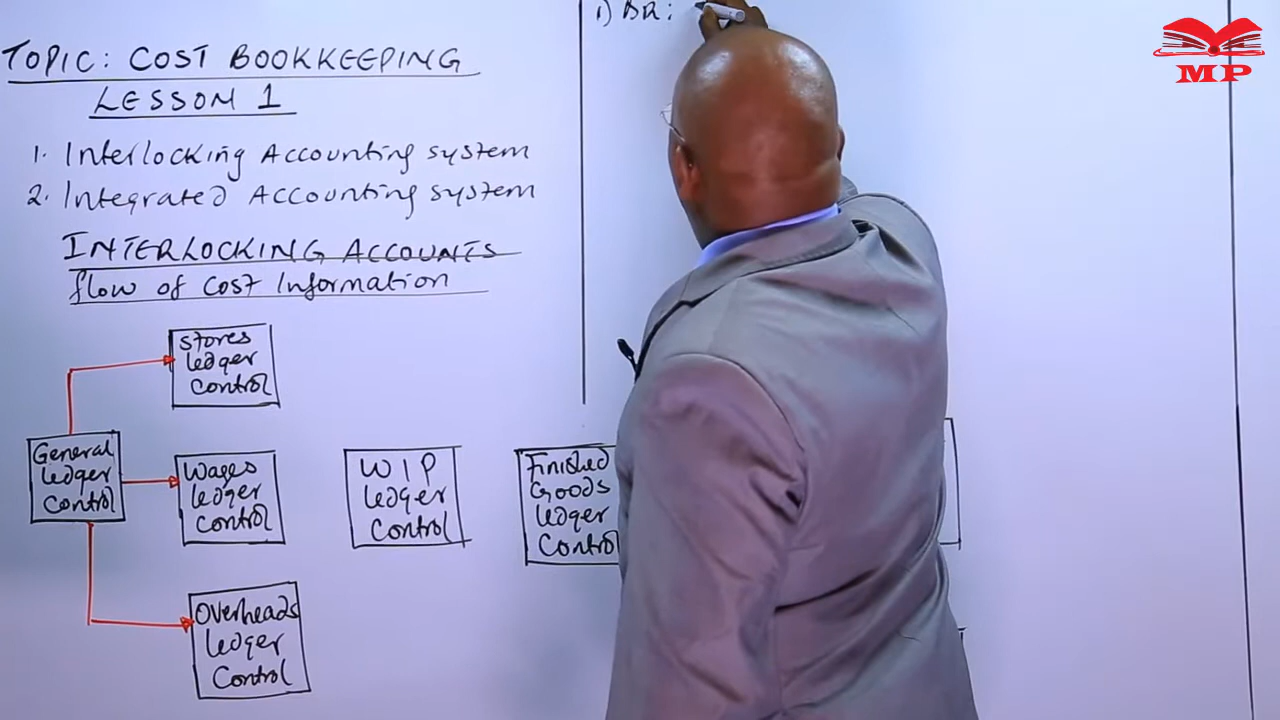 TOPIC: COST BOOKKEEPING
LESSON 1
1. Interlocking Accounting system
2. Integrated Accounting system
INTERLOCKING ACCOUNTS
flow of cost Information
Stores
ledger
control
General
ledger
control
Wages
ledger
control
Overheads
ledger
control
WIP
ledger
control
Finished
Goods
ledger
control
1) DR:
MP